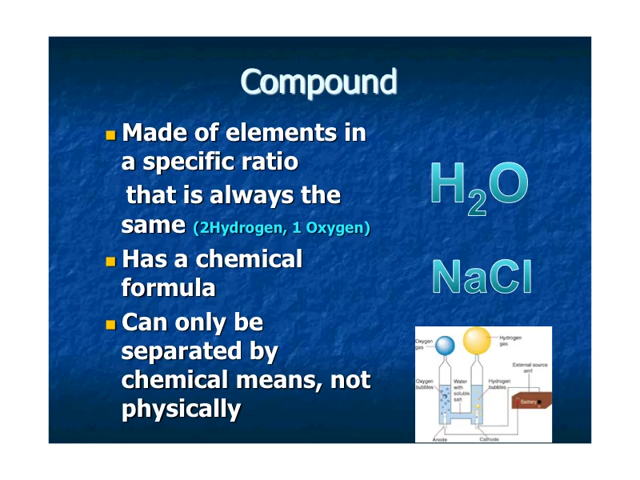 Compound
Made of elements in
a specific ratio
that is always the
same (2Hydrogen, 1 Oxygen)
Has a chemical
formula
Can only be
separated by
chemical means, not
physically
H₂O
NaCl
Oxygen
gas
Hydrogen
gas
External source
Oxygen
bubbles
Water
with
soluble
salt
Hydrogen
bubbles
Battery
Anode
Cathode